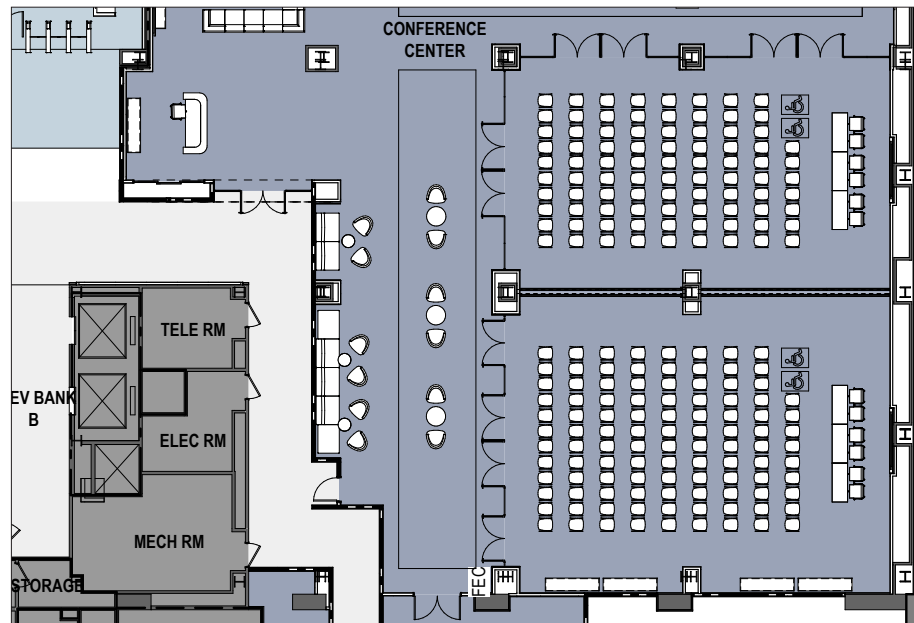 CONFERENCE
CENTER
TELE RM
EV BANK
B
ELEC RM
MECH RM
STORAGE
FEC